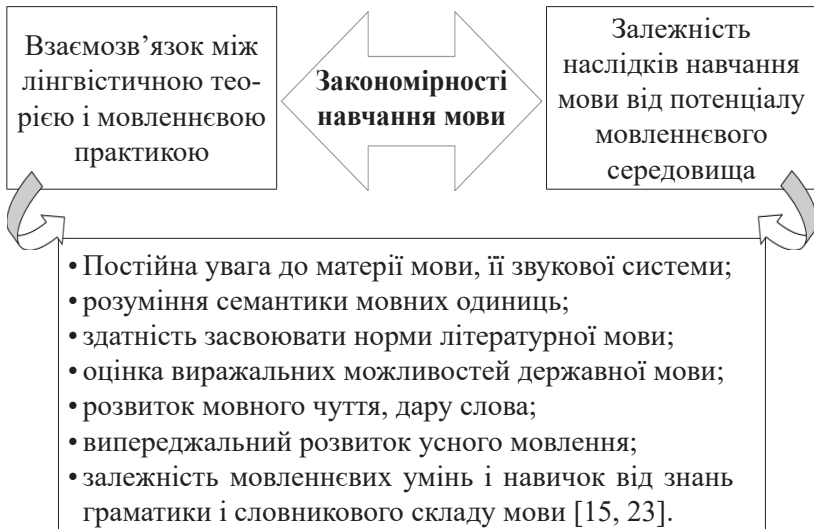 Взаємозв’язок між
лінгвістичною тео-
рією і мовленнєвою
практикою
Закономірності
навчання мови
Залежність
наслідків навчання
мови від потенціалу
мовленнєвого
середовища
• Постійна увага до матерії мови, її звукової системи;
• розуміння семантики мовних одиниць;
• здатність засвоювати норми літературної мови;
• оцінка виражальних можливостей державної мови;
• розвиток мовного чуття, дару слова;
• випереджальний розвиток усного мовлення;
• залежність мовленнєвих умінь і навичок від знань
граматики і словникового складу мови [15, 23].